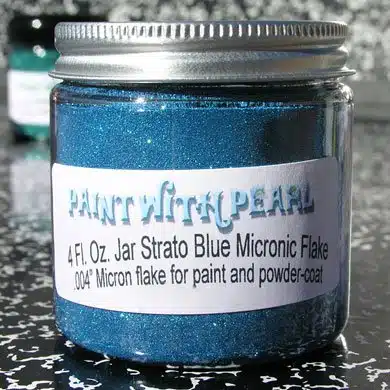 PAINT WITH PEARL
4 Fl. Oz. Jar Strato Blue Micronic Flake
.004" Micron flake for paint and powder-coat